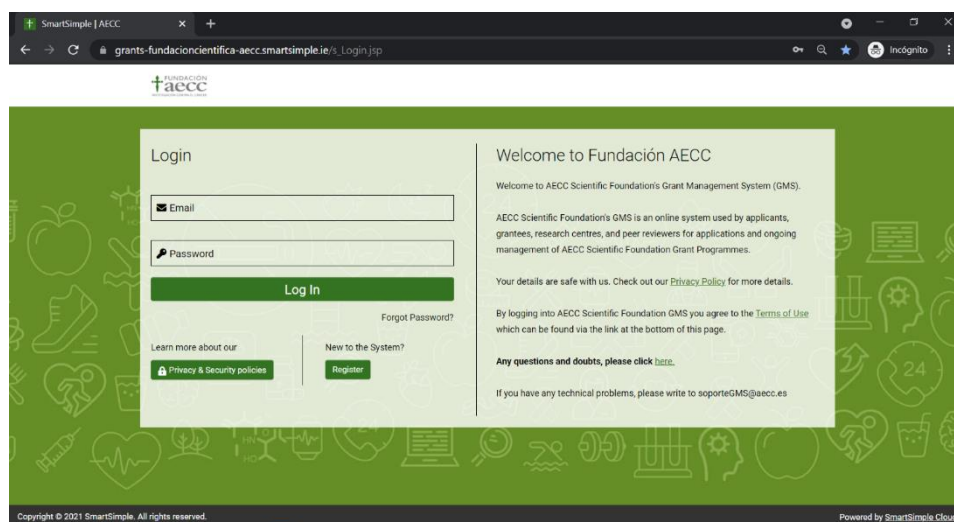 SmartSimple | AECC
grants-fundacioncientifica-aecc.smartsimple.ie/s_Login.jsp
Incógnito
FUNDACIÓN
aecc
Login
Email
Password
Log In
Forgot Password?
Learn more about our
Privacy & Security policies
New to the System?
Register
Welcome to Fundación AECC
Welcome to AECC Scientific Foundation's Grant Management System (GMS).
AECC Scientific Foundation's GMS is an online system used by applicants,
grantees, research centres, and peer reviewers for applications and ongoing
management of AECC Scientific Foundation Grant Programmes.
Your details are safe with us. Check out our Privacy Policy for more details.
By logging into AECC Scientific Foundation GMS you agree to the Terms of Use
which can be found via the link at the bottom of this page.
Any questions and doubts, please click here.
If you have any technical problems, please write to soporteGMS@aecc.es
24
Copyright © 2021 SmartSimple. All rights reserved.
Powered by SmartSimple Cloud